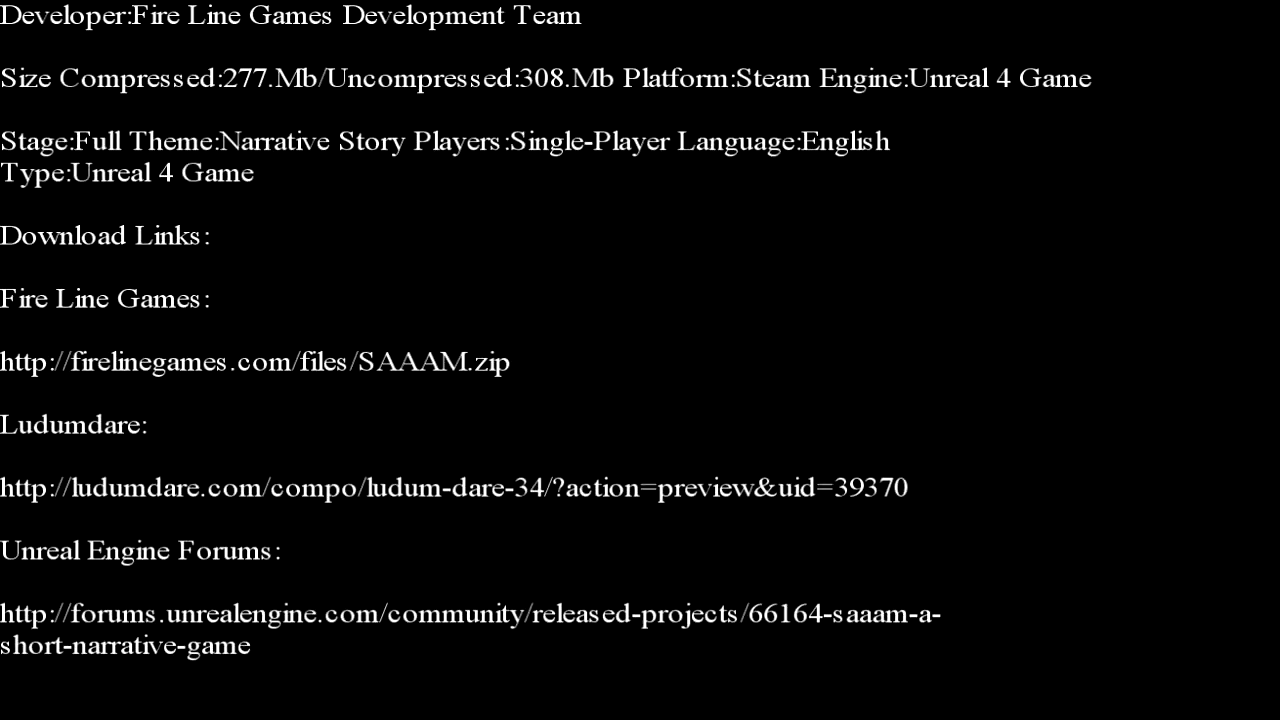 Developer:Fire Line Games Development Team
Size Compressed:277.Mb/Uncompressed:308.Mb Platform:Steam Engine:Unreal 4 Game
Stage:Full Theme:Narrative Story Players:Single-Player Language:English
Type:Unreal 4 Game
Download Links:
Fire Line Games:
http://firelinegames.com/files/SAAAM.zip
Ludumdare:
http://ludumdare.com/compo/ludum-dare-34/?action=preview&uid=39370
Unreal Engine Forums:
http://forums.unrealengine.com/community/released-projects/66164-saaam-a-
short-narrative-game